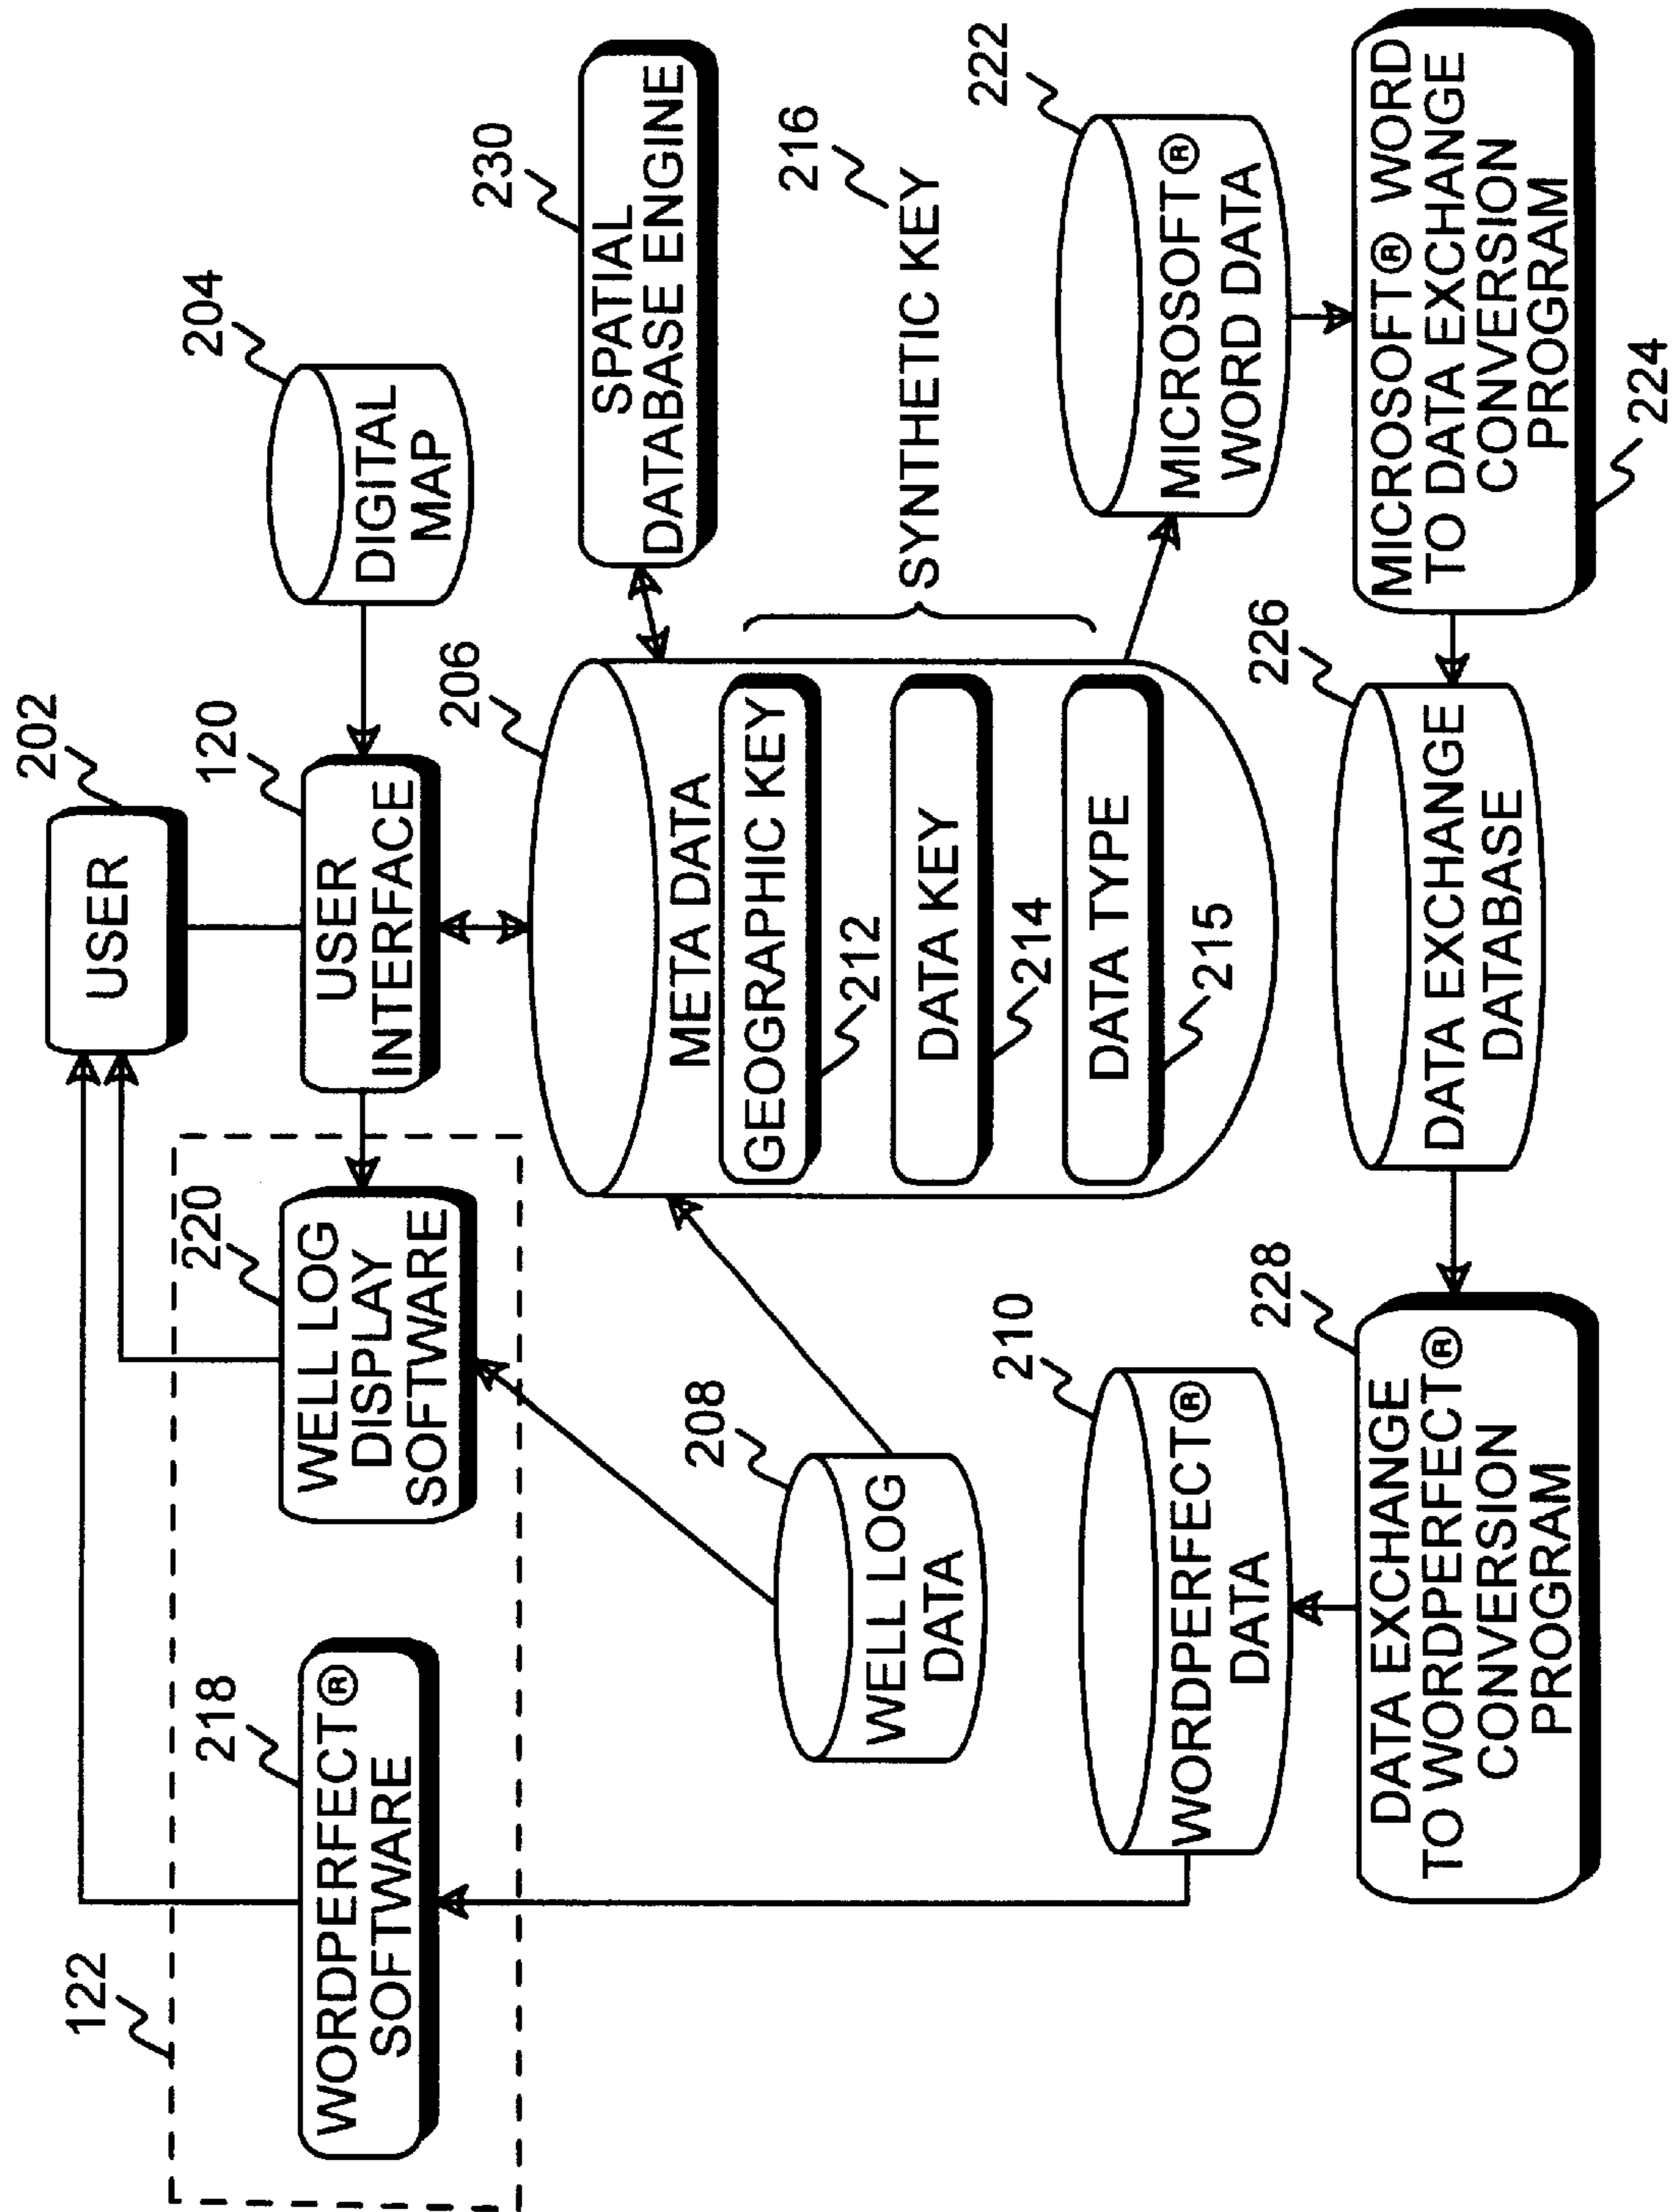 202
USER
204
120
USER
INTERFACE
DIGITAL
MAP
122
218
WORDPERFECT®
SOFTWARE
220
WELL LOG
DISPLAY
SOFTWARE
206
META DATA
GEOGRAPHIC KEY
212
DATA KEY
214
DATA TYPE
215
230
SPATIAL
DATABASE ENGINE
216
SYNTHETIC KEY
208
WELL LOG
DATA
210
WORDPERFECT®
DATA
222
MICROSOFT®
WORD DATA
228
DATA EXCHANGE
TO WORDPERFECT®
CONVERSION
PROGRAM
226
DATA EXCHANGE
DATABASE
MICROSOFT® WORD
TO DATA EXCHANGE
CONVERSION
PROGRAM
224